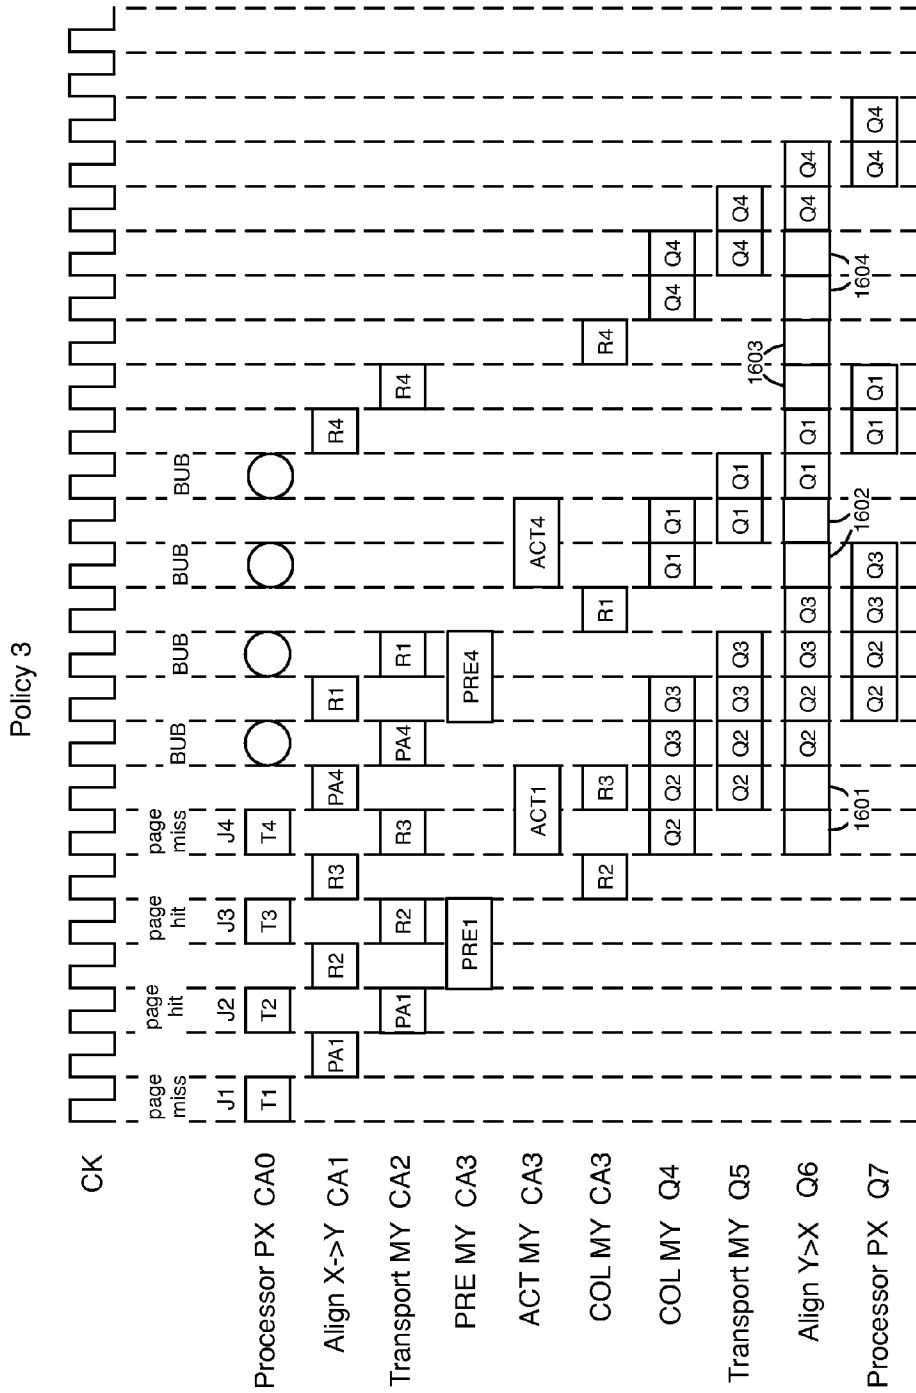 Policy 3
CK
page miss
page hit
page hit
page miss
BUB
BUB
BUB
BUB
J1 J2 J3 J4
Processor PX CA0 T1 T2 T3 T4
Align X->Y CA1 PA1 R2 R3 PA4 R1 R4
Transport MY CA2 PA1 R2 R3 PA4 R1 R4
PRE MY CA3 PRE1 PRE4
ACT MY CA3 ACT1 ACT4
COL MY CA3 R2 R3 R1 R4
COL MY Q4 Q2 Q2 Q3 Q3 Q1 Q1 Q4 Q4
Transport MY Q5 Q2 Q2 Q3 Q3 Q1 Q1 Q4 Q4
1603
Align Y>X Q6 Q2 Q2 Q3 Q3 Q1 Q1 Q4 Q4
1601 1602 1604
Processor PX Q7 Q2 Q2 Q3 Q3 Q1 Q1 Q4 Q4